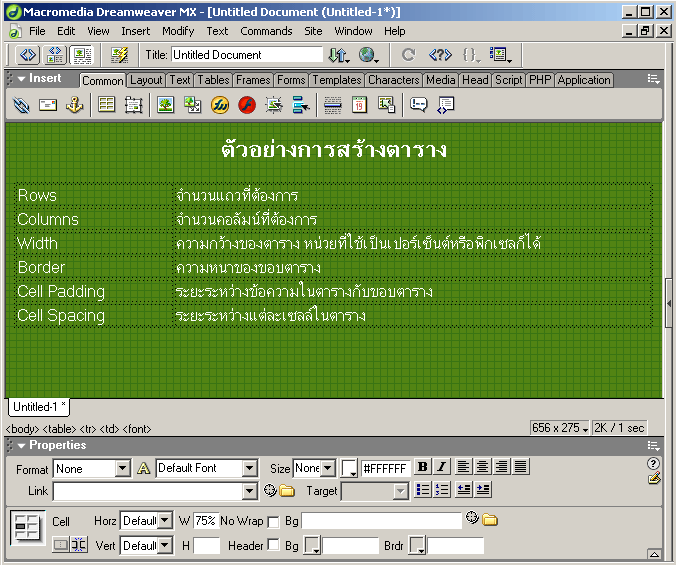 Macromedia Dreamweaver MX - [Untitled Document (Untitled-1*)]
File Edit View Insert Modify Text Commands Site Window Help
Title: Untitled Document
Insert Common Layout Text Tables Frames Forms Templates Characters Media Head Script PHP Application
ตัวอย่างการสร้างตาราง
Rows จำนวนแถวที่ต้องการ
Columns จำนวนคอลัมน์ที่ต้องการ
Width ความกว้างของตาราง หน่วยที่ใช้เป็นเปอร์เซ็นต์หรือพิกเซลก็ได้
Border ความหนาของขอบตาราง
Cell Padding ระยะระหว่างข้อความในตารางกับขอบตาราง
Cell Spacing ระยะระหว่างแต่ละเซลล์ในตาราง
Untitled-1 *
<body> <table> <tr> <td> <font> 656 x 275 2K / 1 sec
Properties
Format None Default Font Size None #FFFFFF B I
Link Target
Cell Horz Default W 75% No Wrap Bg
Vert Default H Header Bg Brdr